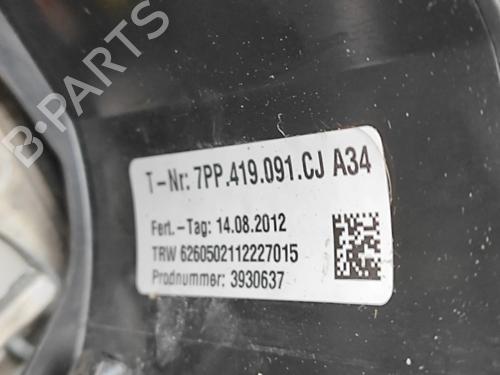 B-Parts
T-Nr: 7PP.419.091.CJ A34
Fert.-Tag: 14.08.2012
TRW 6260502112227015
Prodnummer: 3930637